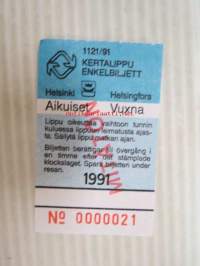 1121/91
KERTALIPPU
ENKELBILJETT
Helsinki Helsingfors
Aikuiset Vuxna
Lippu oikeuttaa vaihtoon tunnin
kuluessa lippuun leimatusta ajas-
ta. Säilytä lippu matkan ajan.
Biljetten berättigar till övergång i
en timme efter det stämplade
klockslaget. Spara biljetten under
resan.
1991
MITÄTÖN
Nº 0000021